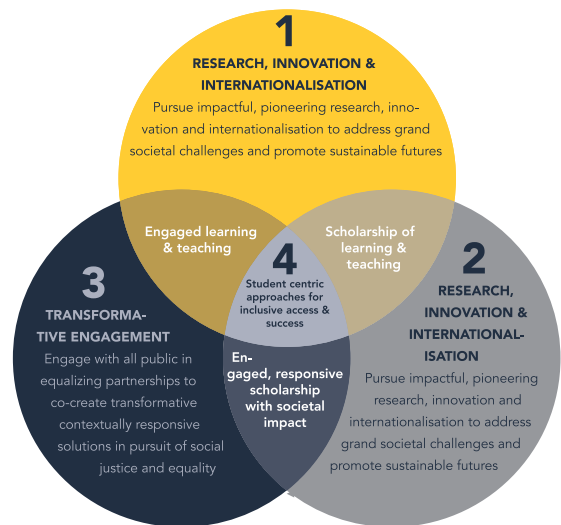 1
RESEARCH, INNOVATION &
INTERNATIONALISATION
Pursue impactful, pioneering research, inno-
vation and internationalisation to address grand
societal challenges and promote sustainable futures
Engaged learning
& teaching
Scholarship of
learning &
teaching
4
Student centric
approaches for
inclusive access &
success
3
TRANSFORMA-
TIVE ENGAGEMENT
Engage with all public in
equalizing partnerships to
co-create transformative
contextually responsive
solutions in pursuit of social
justice and equality
2
RESEARCH,
INNOVATION &
INTERNATIONAL-
ISATION
Pursue impactful, pioneering
research, innovation and
internationalisation to address
grand societal challenges and
promote sustainable futures
En-
gaged, responsive
scholarship
with societal
impact